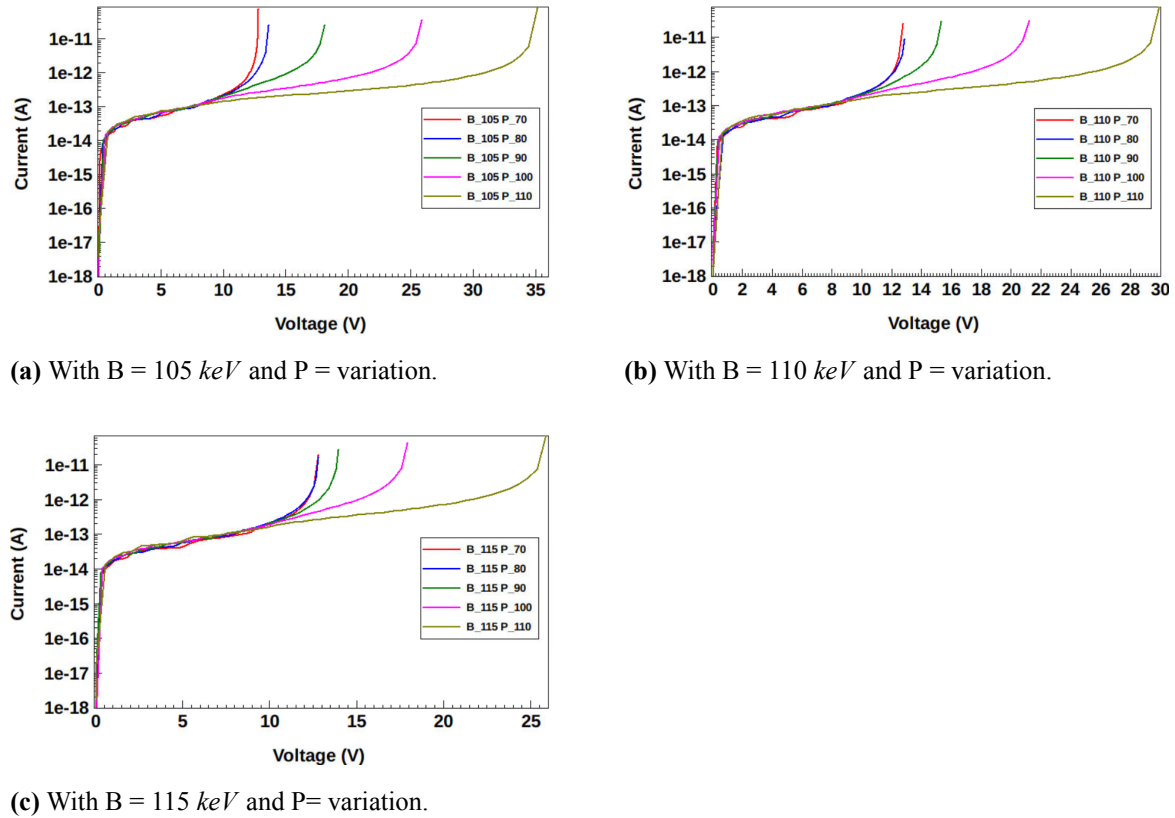 1e-11
1e-12
1e-13
1e-14
1e-15
1e-16
1e-17
1e-18
Current (A)
B_105 P_70
B_105 P_80
B_105 P_90
B_105 P_100
B_105 P_110
0 5 10 15 20 25 30 35
Voltage (V)
(a) With B = 105 keV and P = variation.
1e-11
1e-12
1e-13
1e-14
1e-15
1e-16
1e-17
1e-18
Current (A)
B_110 P_70
B_110 P_80
B_110 P_90
B_110 P_100
B_110 P_110
0 2 4 6 8 10 12 14 16 18 20 22 24 26 28 30
Voltage (V)
(b) With B = 110 keV and P = variation.
1e-11
1e-12
1e-13
1e-14
1e-15
1e-16
1e-17
1e-18
Current (A)
B_115 P_70
B_115 P_80
B_115 P_90
B_115 P_100
B_115 P_110
0 5 10 15 20 25
Voltage (V)
(c) With B = 115 keV and P= variation.